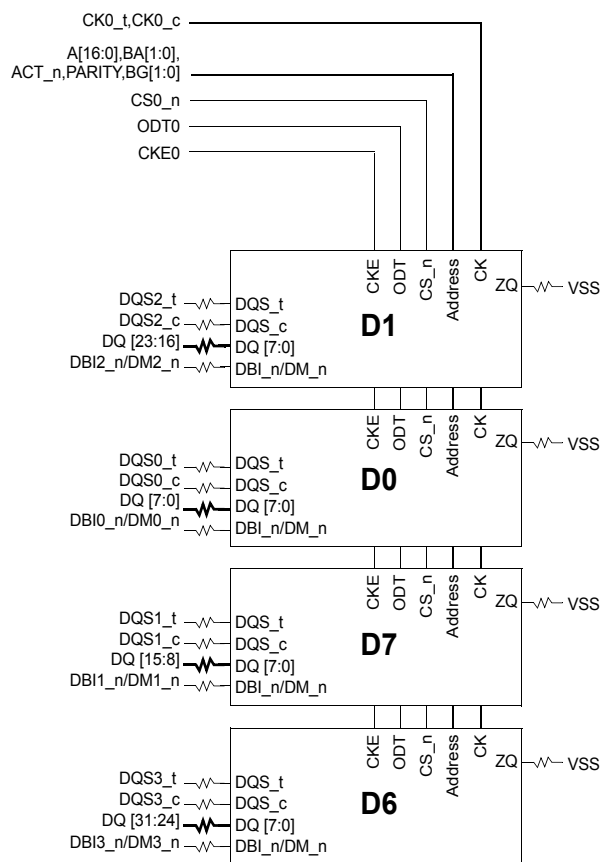 CK0_t,CK0_c
A[16:0],BA[1:0],
ACT_n,PARITY,BG[1:0]
CS0_n
ODT0
CKE0
CKE
ODT
CS_n
Address
CK
ZQ
VSS
D1
DQS2_t
DQS_t
DQS2_c
DQS_c
DQ [23:16]
DQ [7:0]
DBI2_n/DM2_n
DBI_n/DM_n
CKE
ODT
CS_n
Address
CK
ZQ
VSS
D0
DQS0_t
DQS_t
DQS0_c
DQS_c
DQ [7:0]
DQ [7:0]
DBI0_n/DM0_n
DBI_n/DM_n
CKE
ODT
CS_n
Address
CK
ZQ
VSS
D7
DQS1_t
DQS_t
DQS1_c
DQS_c
DQ [15:8]
DQ [7:0]
DBI1_n/DM1_n
DBI_n/DM_n
CKE
ODT
CS_n
Address
CK
ZQ
VSS
D6
DQS3_t
DQS_t
DQS3_c
DQS_c
DQ [31:24]
DQ [7:0]
DBI3_n/DM3_n
DBI_n/DM_n